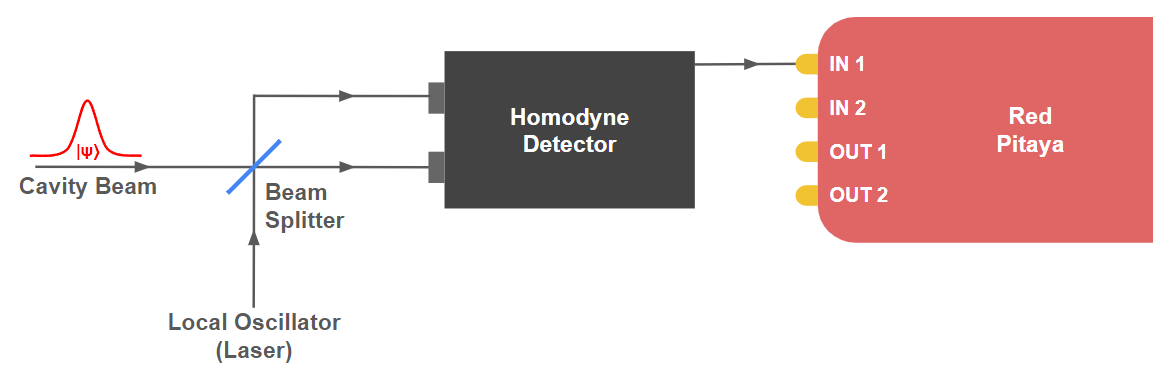 |Ψ⟩
Cavity Beam
Beam
Splitter
Local Oscillator
(Laser)
Homodyne
Detector
IN 1
IN 2
OUT 1
OUT 2
Red
Pitaya